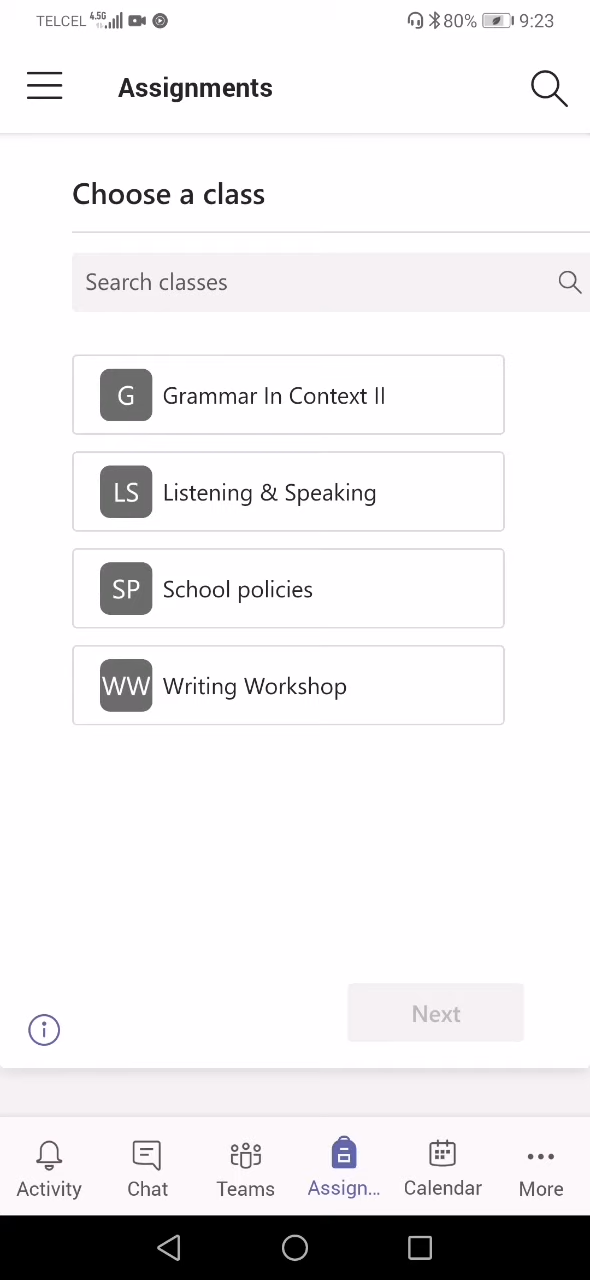 TELCEL 4.5G 80% 9:23
Assignments
Choose a class
Search classes
G Grammar In Context II
LS Listening & Speaking
SP School policies
WW Writing Workshop
Next
Activity Chat Teams Assign... Calendar More